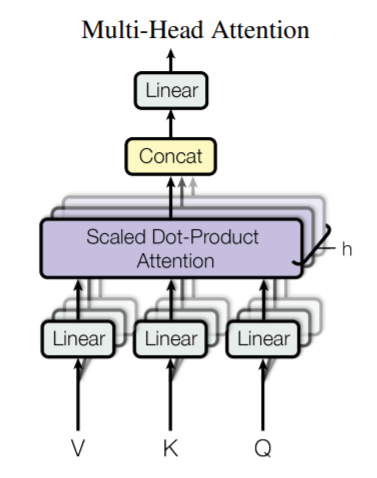 Multi-Head Attention
Linear
Concat
Scaled Dot-Product
Attention
h
Linear
Linear
Linear
V
K
Q